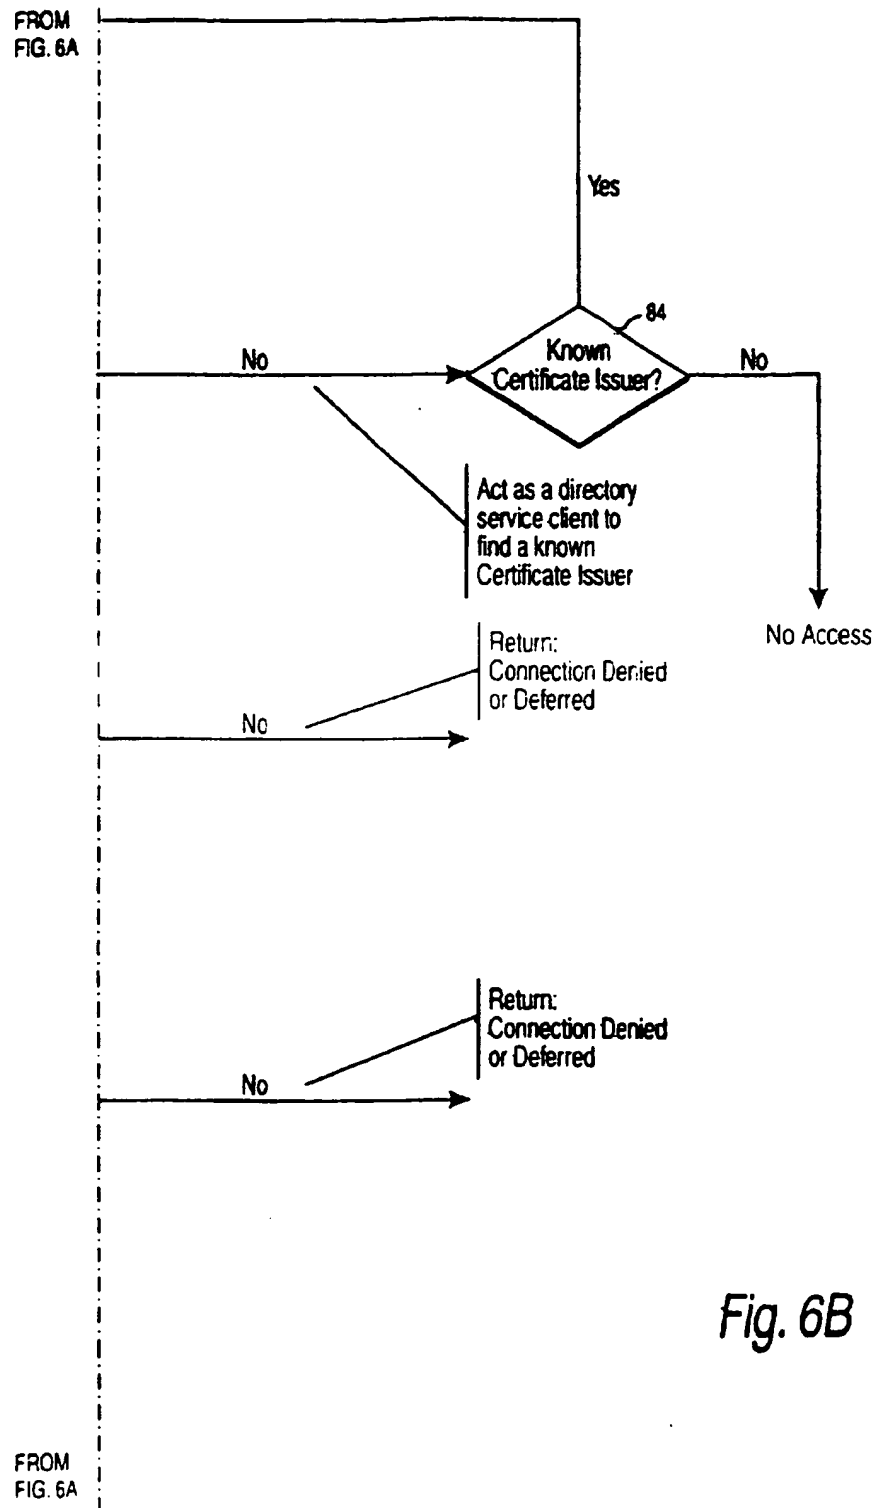 FROM
FIG. 6A
Yes
84
No
Known
Certificate Issuer?
No
Act as a directory
service client to
find a known
Certificate Issuer
No Access
Return:
Connection Denied
or Deferred
No
Return:
Connection Denied
or Deferred
No
Fig. 6B
FROM
FIG. 6A